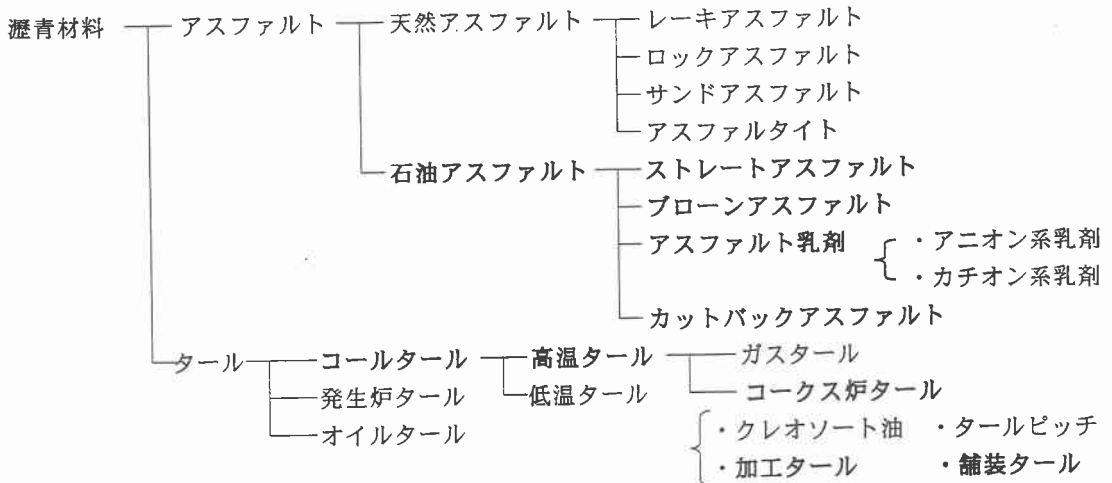 瀝青材料 アスファルト 天然アスファルト レーキアスファルト
ロックアスファルト
サンドアスファルト
アスファルタイト
石油アスファルト ストレートアスファルト
ブローンアスファルト
アスファルト乳剤 ・アニオン系乳剤
・カチオン系乳剤
カットバックアスファルト
タール コールタール 高温タール ガスタール
発生炉タール 低温タール コークス炉タール
オイルタール
・クレオソート油 ・タールピッチ
・加工タール ・舗装タール